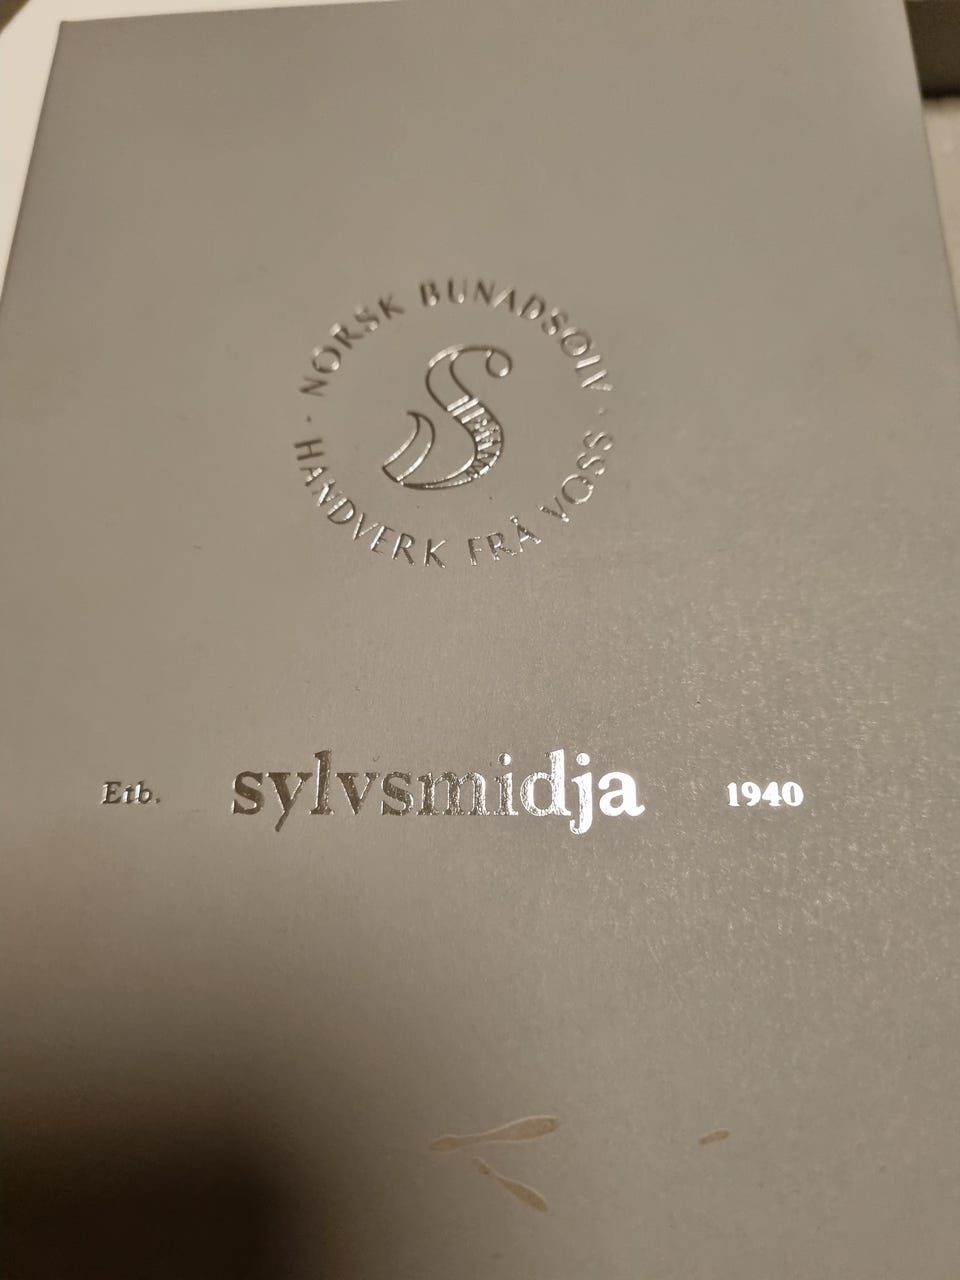 NORSK BUNADSØLV
· HANDVERK FRÅ VOSS ·
Etb. sylvsmidja 1940